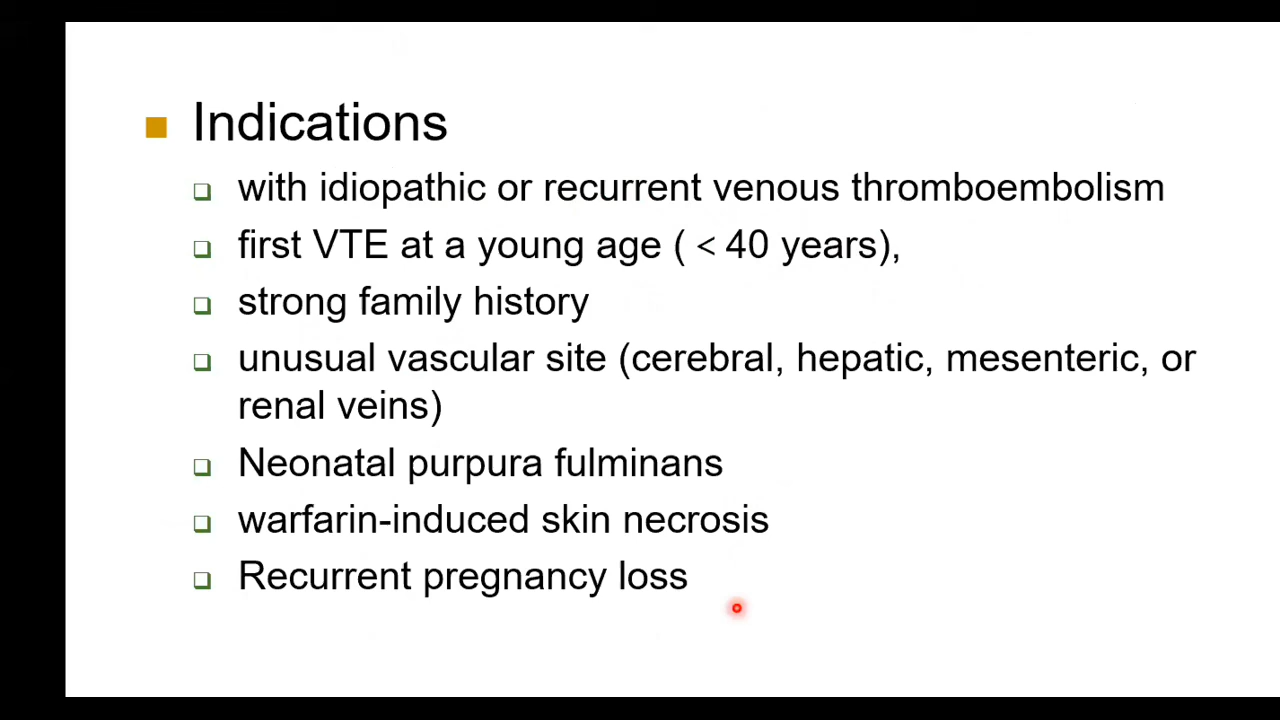 Indications
with idiopathic or recurrent venous thromboembolism
first VTE at a young age ( < 40 years),
strong family history
unusual vascular site (cerebral, hepatic, mesenteric, or
renal veins)
Neonatal purpura fulminans
warfarin-induced skin necrosis
Recurrent pregnancy loss